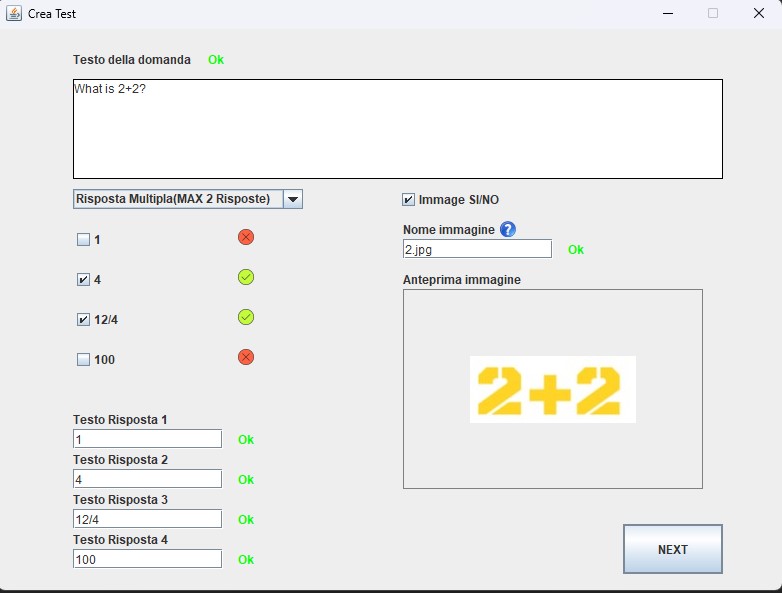 Crea Test
Testo della domanda Ok
What is 2+2?
Risposta Multipla(MAX 2 Risposte)
1
4
12/4
100
Testo Risposta 1
1 Ok
Testo Risposta 2
4 Ok
Testo Risposta 3
12/4 Ok
Testo Risposta 4
100 Ok
Immage SI/NO
Nome immagine ?
2.jpg Ok
Anteprima immagine
2+2
NEXT